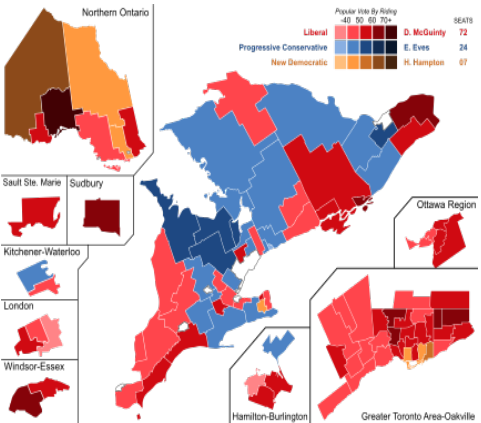 Northern Ontario
Popular Vote By Riding
-40 50 60 70+
SEATS
Liberal D. McGuinty 72
Progressive Conservative E. Eves 24
New Democratic H. Hampton 07
Sault Ste. Marie
Sudbury
Ottawa Region
Kitchener-Waterloo
London
Windsor-Essex
Hamilton-Burlington
Greater Toronto Area-Oakville